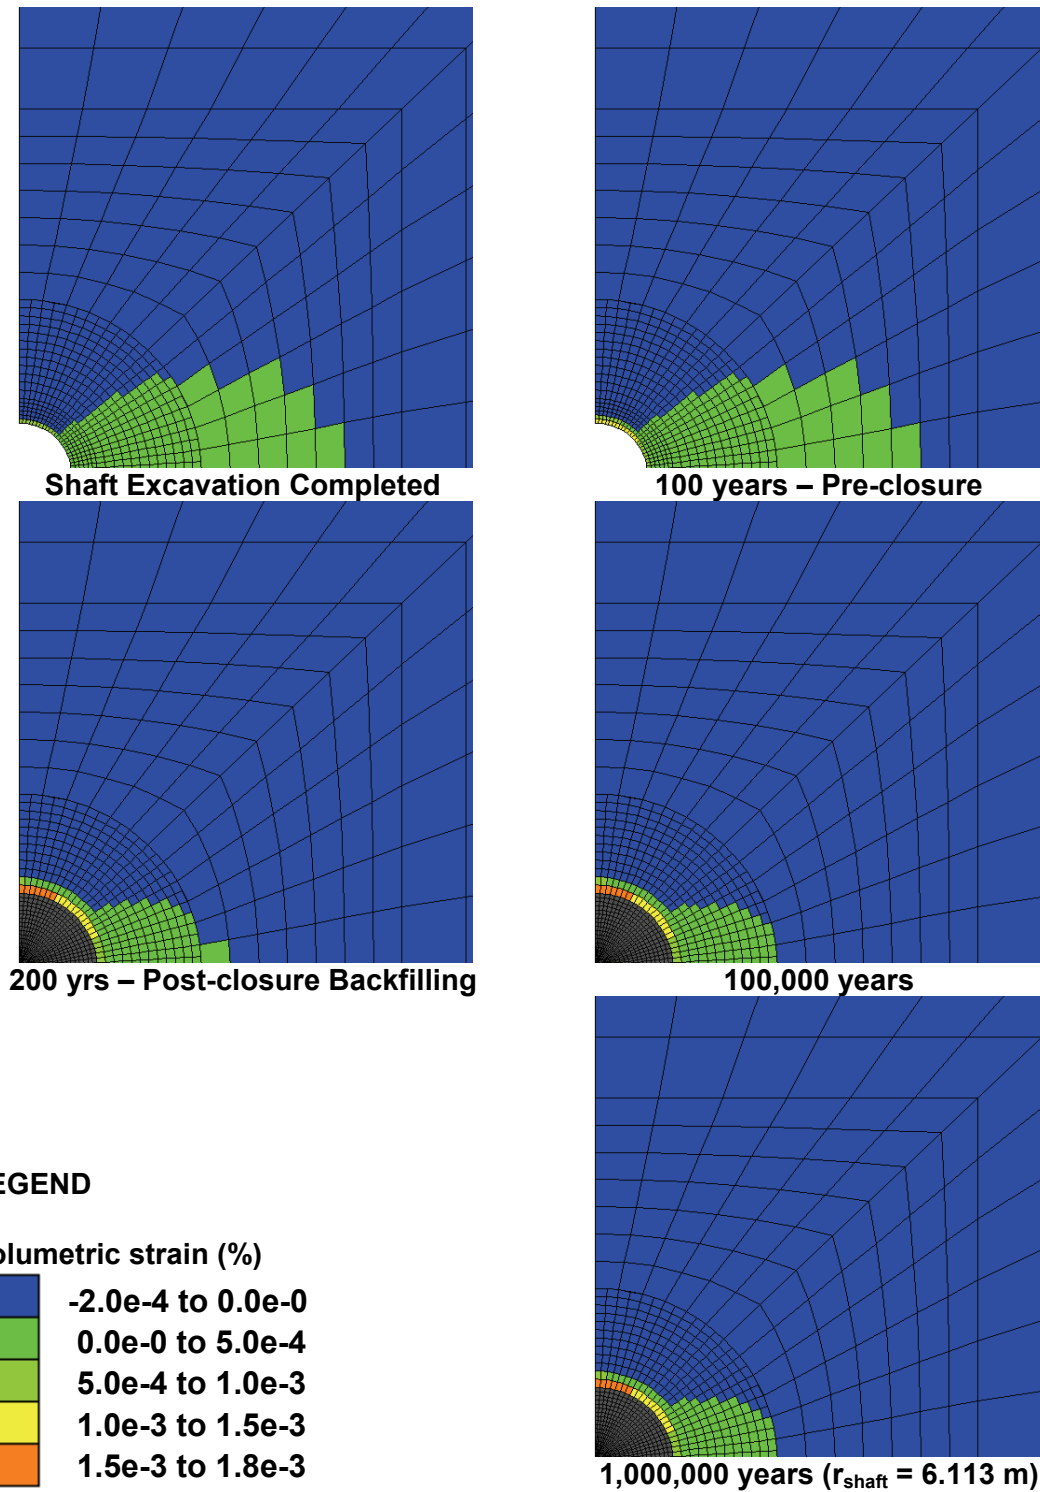 Shaft Excavation Completed
100 years – Pre-closure
200 yrs – Post-closure Backfilling
100,000 years
EGEND
olumetric strain (%)
-2.0e-4 to 0.0e-0
0.0e-0 to 5.0e-4
5.0e-4 to 1.0e-3
1.0e-3 to 1.5e-3
1.5e-3 to 1.8e-3
1,000,000 years (rshaft = 6.113 m)